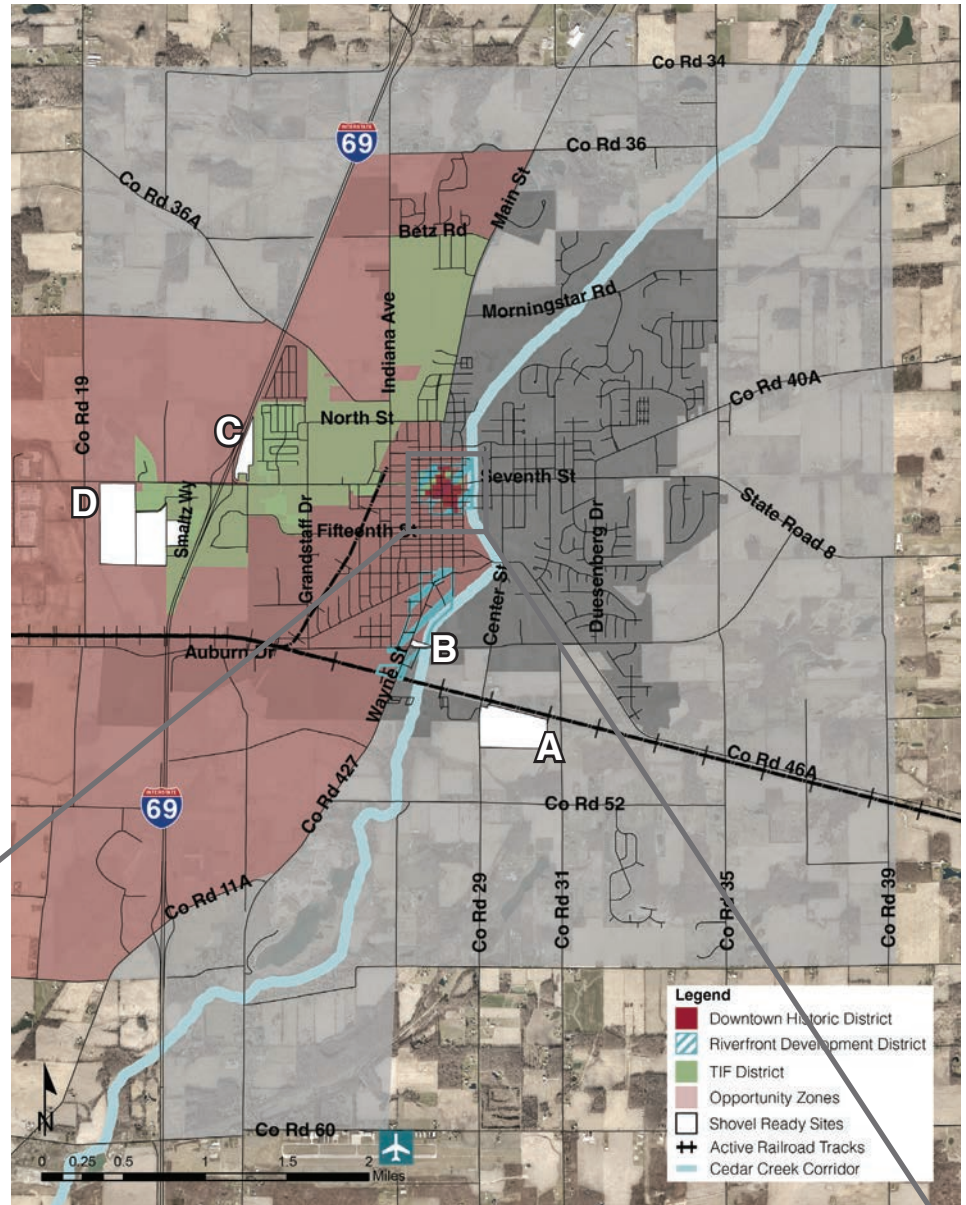 Co Rd 34
INTERSTATE
69
Co Rd 36
Co Rd 36A
Main St
Betz Rd
Morningstar Rd
Indiana Ave
Co Rd 19
Co Rd 40A
North St
C
Seventh St
D
Smaltz Wy
Grandstaff Dr
Fifteenth St
State Road 8
Duesenberg Dr
Center St
B
Auburn Dr
Wayne St
A
Co Rd 46A
INTERSTATE
69
Co Rd 427
Co Rd 52
Co Rd 11A
Co Rd 29
Co Rd 31
Co Rd 35
Co Rd 39
Legend
Downtown Historic District
Riverfront Development District
TIF District
Opportunity Zones
Shovel Ready Sites
Active Railroad Tracks
Cedar Creek Corridor
N
Co Rd 60
0 0.25 0.5 1 1.5 2
Miles